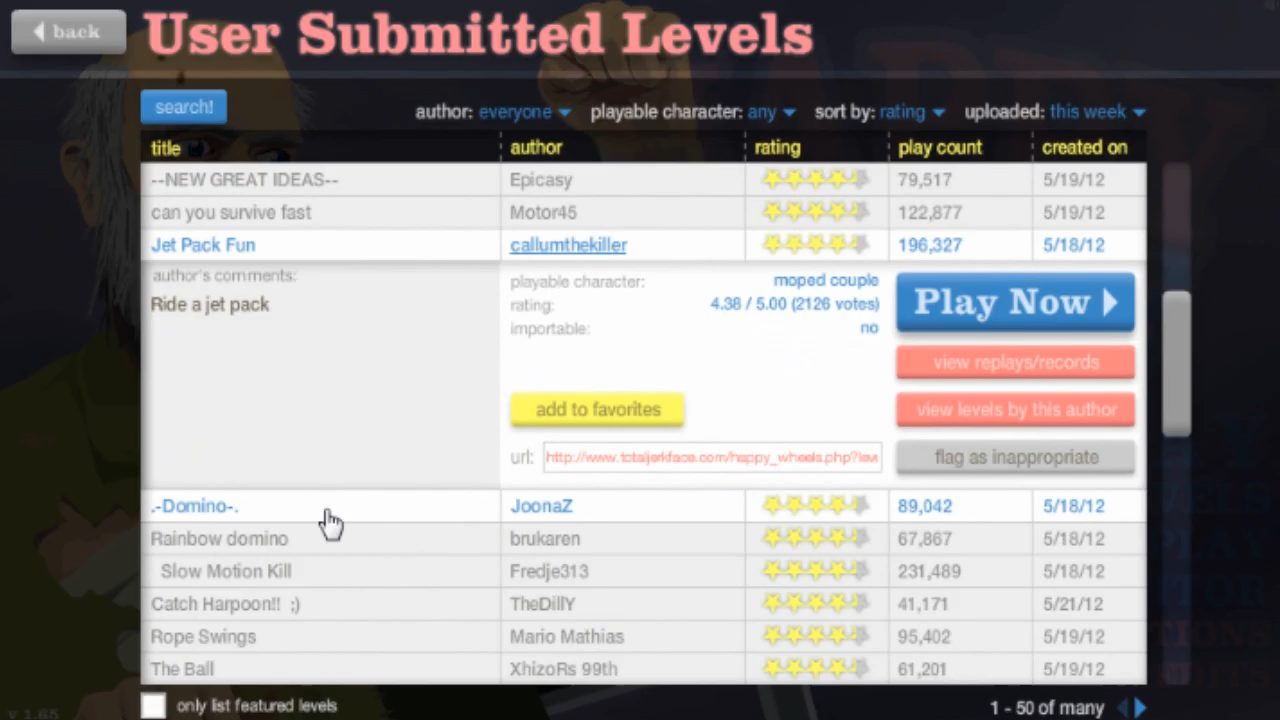 back
User Submitted Levels
search!
author: everyone playable character: any sort by: rating uploaded: this week
title author rating play count created on
--NEW GREAT IDEAS-- Epicasy 79,517 5/19/12
can you survive fast Motor45 122,877 5/19/12
Jet Pack Fun callumthekiller 196,327 5/18/12
author's comments:
Ride a jet pack
playable character: moped couple
rating: 4.38 / 5.00 (2126 votes)
importable: no
Play Now
view replays/records
add to favorites
view levels by this author
url: http://www.totaljerkface.com/happy_wheels.php?leve
flag as inappropriate
.-Domino-. JoonaZ 89,042 5/18/12
Rainbow domino brukaren 67,867 5/18/12
Slow Motion Kill Fredje313 231,489 5/18/12
Catch Harpoon!! ;) TheDillY 41,171 5/21/12
Rope Swings Mario Mathias 95,402 5/19/12
The Ball XhizoRs 99th 61,201 5/19/12
only list featured levels
1 - 50 of many
v 1.65